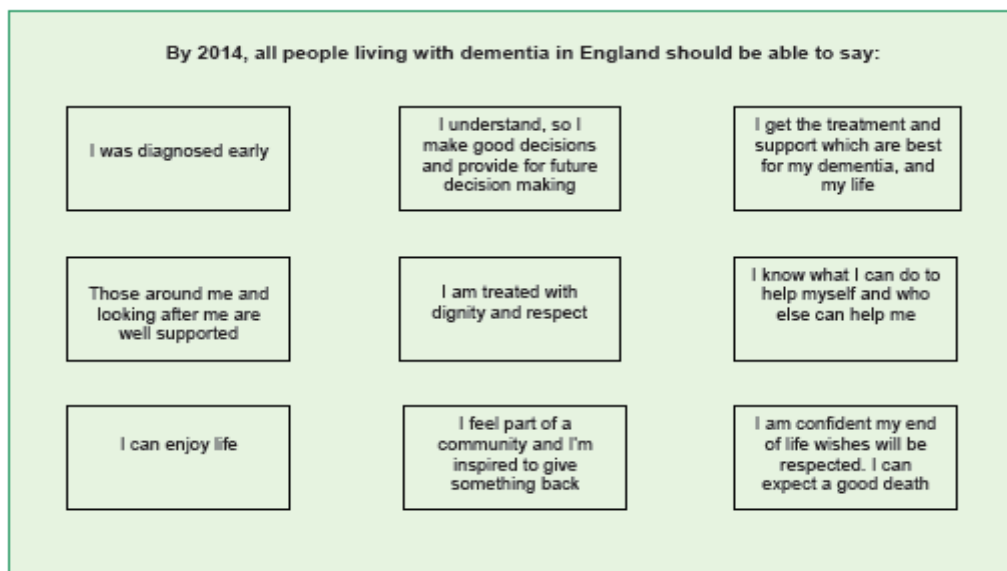 By 2014, all people living with dementia in England should be able to say:
I was diagnosed early
I understand, so I
make good decisions
and provide for future
decision making
I get the treatment and
support which are best
for my dementia, and
my life
Those around me and
looking after me are
well supported
I am treated with
dignity and respect
I know what I can do to
help myself and who
else can help me
I can enjoy life
I feel part of a
community and I'm
inspired to give
something back
I am confident my end
of life wishes will be
respected. I can
expect a good death